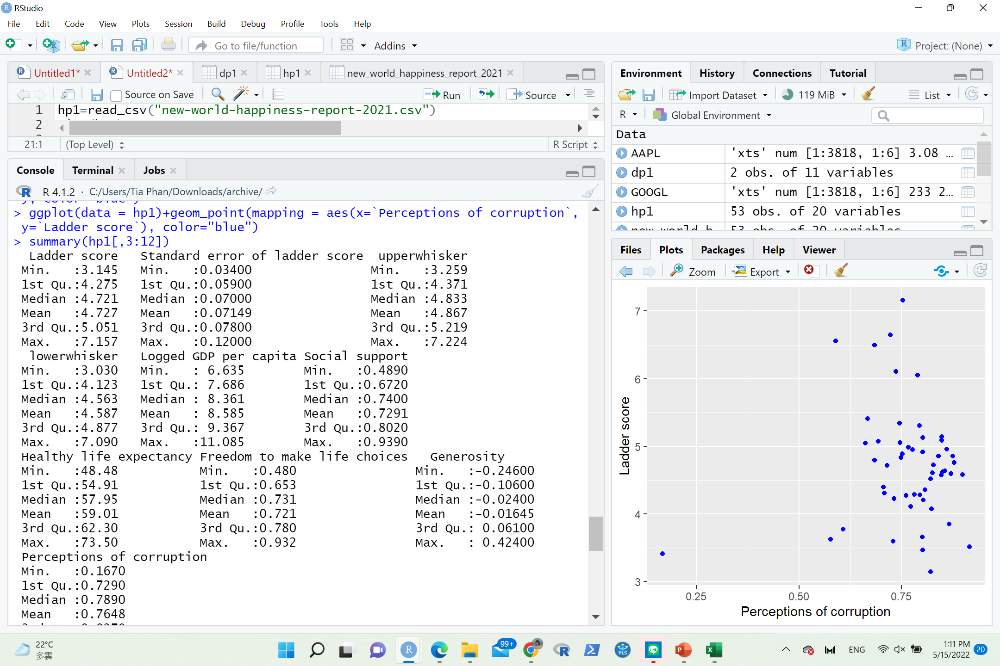 RStudio
File Edit Code View Plots Session Build Debug Profile Tools Help
Go to file/function Addins Project: (None)
Untitled1* Untitled2* dp1 hp1 new_world_happiness_report_2021
Source on Save Run Source
1 hp1=read_csv("new-world-happiness-report-2021.csv")
2
21:1 (Top Level) R Script
Console Terminal Jobs
R 4.1.2 · C:/Users/Tia Phan/Downloads/archive/
> ggplot(data = hp1)+geom_point(mapping = aes(x=`Perceptions of corruption`,
y=`Ladder score`), color="blue")
> summary(hp1[,3:12])
Ladder score Standard error of ladder score upperwhisker
Min. :3.145 Min. :0.03400 Min. :3.259
1st Qu.:4.275 1st Qu.:0.05900 1st Qu.:4.371
Median :4.721 Median :0.07000 Median :4.833
Mean :4.727 Mean :0.07149 Mean :4.867
3rd Qu.:5.051 3rd Qu.:0.07800 3rd Qu.:5.219
Max. :7.157 Max. :0.12000 Max. :7.224
lowerwhisker Logged GDP per capita Social support
Min. :3.030 Min. : 6.635 Min. :0.4890
1st Qu.:4.123 1st Qu.: 7.686 1st Qu.:0.6720
Median :4.563 Median : 8.361 Median :0.7400
Mean :4.587 Mean : 8.585 Mean :0.7291
3rd Qu.:4.877 3rd Qu.: 9.367 3rd Qu.:0.8020
Max. :7.090 Max. :11.085 Max. :0.9390
Healthy life expectancy Freedom to make life choices Generosity
Min. :48.48 Min. :0.480 Min. :-0.24600
1st Qu.:54.91 1st Qu.:0.653 1st Qu.:-0.10600
Median :57.95 Median :0.731 Median :-0.02400
Mean :59.01 Mean :0.721 Mean :-0.01645
3rd Qu.:62.30 3rd Qu.:0.780 3rd Qu.: 0.06100
Max. :73.50 Max. :0.932 Max. : 0.42400
Perceptions of corruption
Min. :0.1670
1st Qu.:0.7290
Median :0.7890
Mean :0.7648
Environment History Connections Tutorial
Import Dataset 119 MiB List
R Global Environment
Data
AAPL 'xts' num [1:3818, 1:6] 3.08 ...
dp1 2 obs. of 11 variables
GOOGL 'xts' num [1:3818, 1:6] 233 2...
hp1 53 obs. of 20 variables
Files Plots Packages Help Viewer
Zoom Export
7
6
5
4
3
Ladder score
0.25 0.50 0.75
Perceptions of corruption
22°C
多雲
99+
PLS
LINE
ENG
1:11 PM
5/15/2022
20